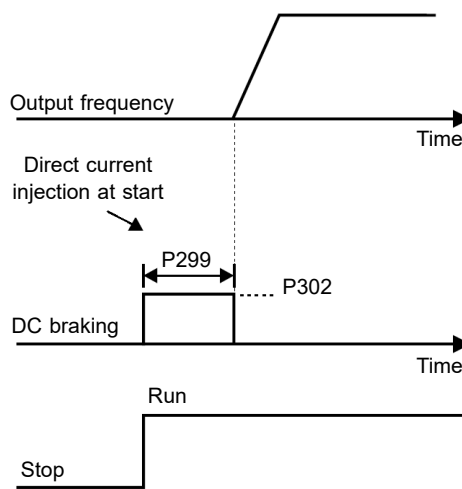 Output frequency
Time
Direct current
injection at start
P299
P302
DC braking
Time
Run
Stop